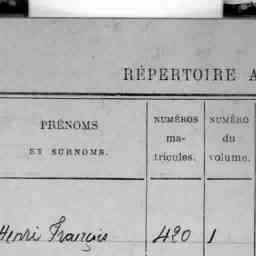 RÉPERTOIRE A
PRÉNOMS
ET SURNOMS.
NUMÉROS
ma-
tricules.
NUMÉRO
du
volume.
Henri François 420 1